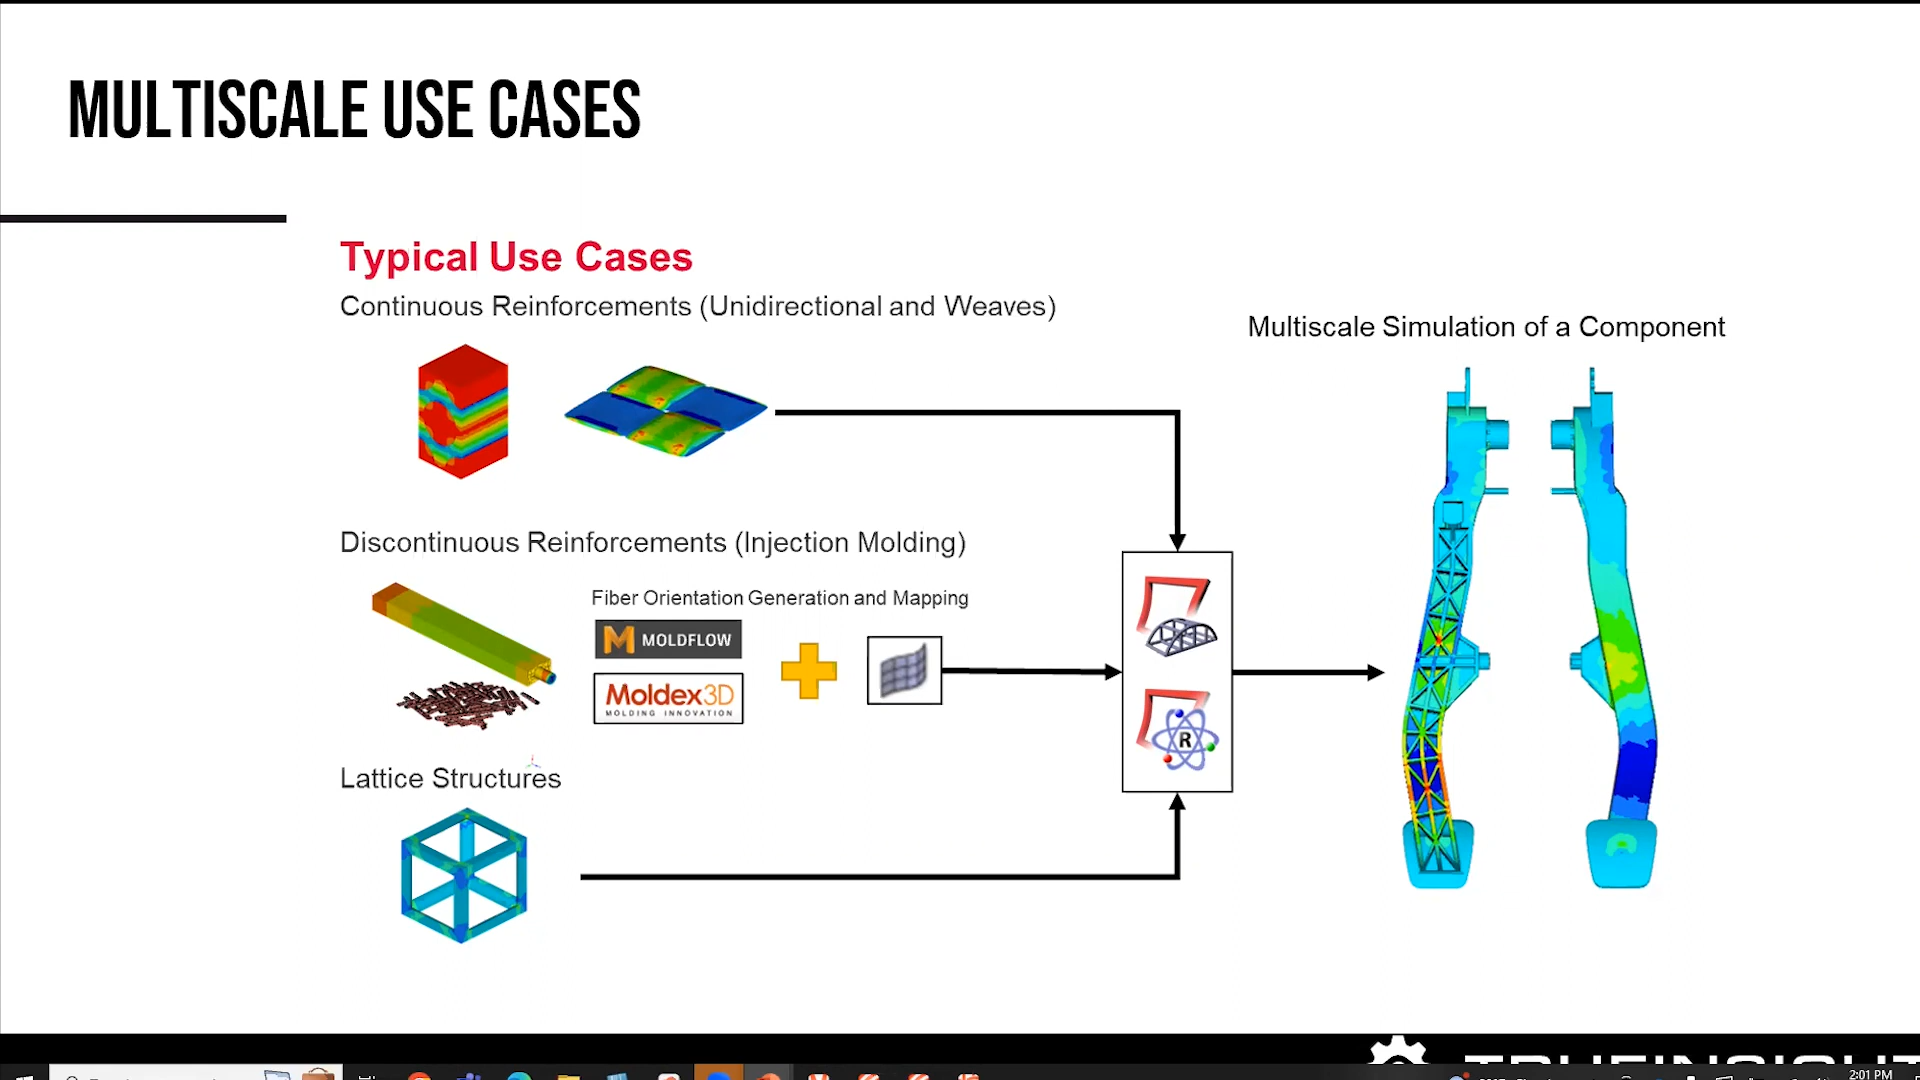 MULTISCALE USE CASES
Typical Use Cases
Continuous Reinforcements (Unidirectional and Weaves)
Multiscale Simulation of a Component
Discontinuous Reinforcements (Injection Molding)
Fiber Orientation Generation and Mapping
M MOLDFLOW
Moldex3D
MOLDING INNOVATION
R
Lattice Structures
2:01 PM